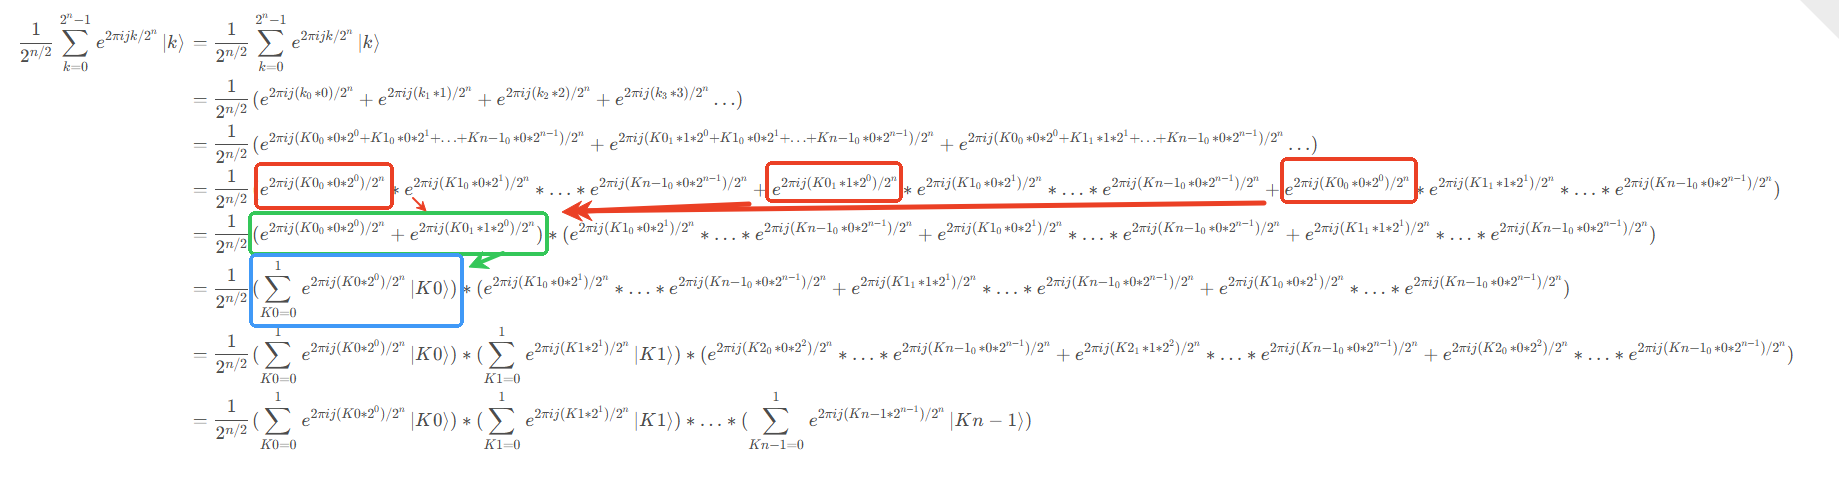 \frac{1}{2^{n/2}} \sum_{k=0}^{2^n-1} e^{2\pi ijk/2^n} |k\rangle = \frac{1}{2^{n/2}} \sum_{k=0}^{2^n-1} e^{2\pi ijk/2^n} |k\rangle
= \frac{1}{2^{n/2}} (e^{2\pi ij(k_0*0)/2^n} + e^{2\pi ij(k_1*1)/2^n} + e^{2\pi ij(k_2*2)/2^n} + e^{2\pi ij(k_3*3)/2^n} \ldots)
= \frac{1}{2^{n/2}} (e^{2\pi ij(K0_0*0*2^0+K1_0*0*2^1+\ldots+Kn-1_0*0*2^{n-1})/2^n} + e^{2\pi ij(K0_1*1*2^0+K1_0*0*2^1+\ldots+Kn-1_0*0*2^{n-1})/2^n} + e^{2\pi ij(K0_0*0*2^0+K1_1*1*2^1+\ldots+Kn-1_0*0*2^{n-1})/2^n} \ldots)
= \frac{1}{2^{n/2}} (e^{2\pi ij(K0_0*0*2^0)/2^n} * e^{2\pi ij(K1_0*0*2^1)/2^n} * \ldots * e^{2\pi ij(Kn-1_0*0*2^{n-1})/2^n} + e^{2\pi ij(K0_1*1*2^0)/2^n} * e^{2\pi ij(K1_0*0*2^1)/2^n} * \ldots * e^{2\pi ij(Kn-1_0*0*2^{n-1})/2^n} + e^{2\pi ij(K0_0*0*2^0)/2^n} * e^{2\pi ij(K1_1*1*2^1)/2^n} * \ldots * e^{2\pi ij(Kn-1_0*0*2^{n-1})/2^n})
= \frac{1}{2^{n/2}} (e^{2\pi ij(K0_0*0*2^0)/2^n} + e^{2\pi ij(K0_1*1*2^0)/2^n}) * (e^{2\pi ij(K1_0*0*2^1)/2^n} * \ldots * e^{2\pi ij(Kn-1_0*0*2^{n-1})/2^n} + e^{2\pi ij(K1_0*0*2^1)/2^n} * \ldots * e^{2\pi ij(Kn-1_0*0*2^{n-1})/2^n} + e^{2\pi ij(K1_1*1*2^1)/2^n} * \ldots * e^{2\pi ij(Kn-1_0*0*2^{n-1})/2^n})
= \frac{1}{2^{n/2}} (\sum_{K0=0}^{1} e^{2\pi ij(K0*2^0)/2^n} |K0\rangle) * (e^{2\pi ij(K1_0*0*2^1)/2^n} * \ldots * e^{2\pi ij(Kn-1_0*0*2^{n-1})/2^n} + e^{2\pi ij(K1_1*1*2^1)/2^n} * \ldots * e^{2\pi ij(Kn-1_0*0*2^{n-1})/2^n} + e^{2\pi ij(K1_0*0*2^1)/2^n} * \ldots * e^{2\pi ij(Kn-1_0*0*2^{n-1})/2^n})
= \frac{1}{2^{n/2}} (\sum_{K0=0}^{1} e^{2\pi ij(K0*2^0)/2^n} |K0\rangle) * (\sum_{K1=0}^{1} e^{2\pi ij(K1*2^1)/2^n} |K1\rangle) * (e^{2\pi ij(K2_0*0*2^2)/2^n} * \ldots * e^{2\pi ij(Kn-1_0*0*2^{n-1})/2^n} + e^{2\pi ij(K2_1*1*2^2)/2^n} * \ldots * e^{2\pi ij(Kn-1_0*0*2^{n-1})/2^n} + e^{2\pi ij(K2_0*0*2^2)/2^n} * \ldots * e^{2\pi ij(Kn-1_0*0*2^{n-1})/2^n})
= \frac{1}{2^{n/2}} (\sum_{K0=0}^{1} e^{2\pi ij(K0*2^0)/2^n} |K0\rangle) * (\sum_{K1=0}^{1} e^{2\pi ij(K1*2^1)/2^n} |K1\rangle) * \ldots * (\sum_{Kn-1=0}^{1} e^{2\pi ij(Kn-1*2^{n-1})/2^n} |Kn-1\rangle)